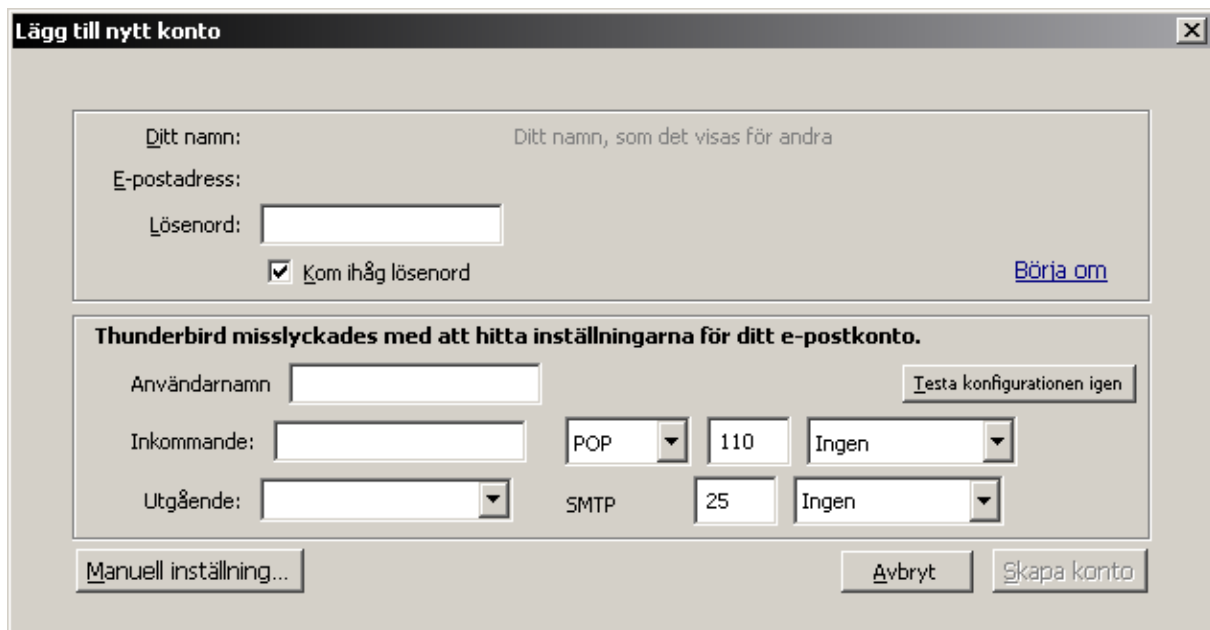 Lägg till nytt konto
Ditt namn: Ditt namn, som det visas för andra
E-postadress:
Lösenord:
Kom ihåg lösenord Börja om
Thunderbird misslyckades med att hitta inställningarna för ditt e-postkonto.
Användarnamn Testa konfigurationen igen
Inkommande: POP 110 Ingen
Utgående: SMTP 25 Ingen
Manuell inställning... Avbryt Skapa konto